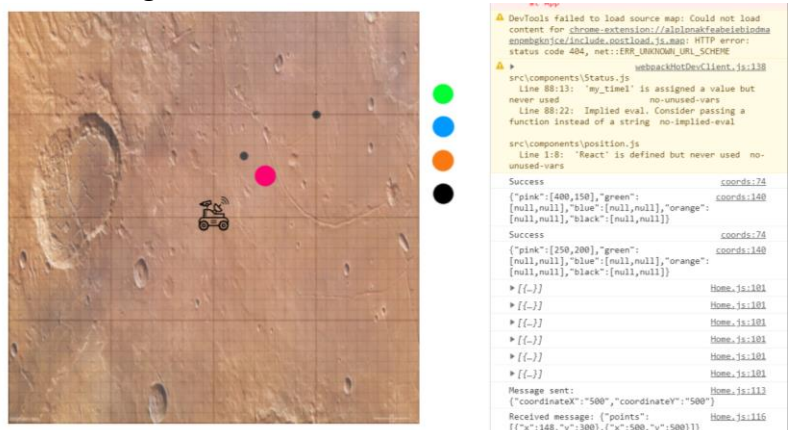 DevTools failed to load source map: Could not load
content for chrome-extension://alplpnakfeabeiebipdma
enpmbgknjce/include.postload.js.map: HTTP error:
status code 404, net::ERR_UNKNOWN_URL_SCHEME
webpackHotDevClient.js:138
src\components\Status.js
Line 88:13: 'my_time1' is assigned a value but
never used no-unused-vars
Line 88:22: Implied eval. Consider passing a
function instead of a string no-implied-eval
src\components\position.js
Line 1:8: 'React' is defined but never used no-
unused-vars
Success coords:74
{"pink":[400,150],"green": coords:140
[null,null],"blue":[null,null],"orange":
[null,null],"black":[null,null]}
Success coords:74
{"pink":[250,200],"green": coords:140
[null,null],"blue":[null,null],"orange":
[null,null],"black":[null,null]}
[{…}] Home.js:101
[{…}] Home.js:101
[{…}] Home.js:101
[{…}] Home.js:101
[{…}] Home.js:101
[{…}] Home.js:101
Message sent: Home.js:113
{"coordinateX":"500","coordinateY":"500"}
Received message: {"points": Home.js:116
[{"x":148,"y":300},{"x":500,"y":500}]}